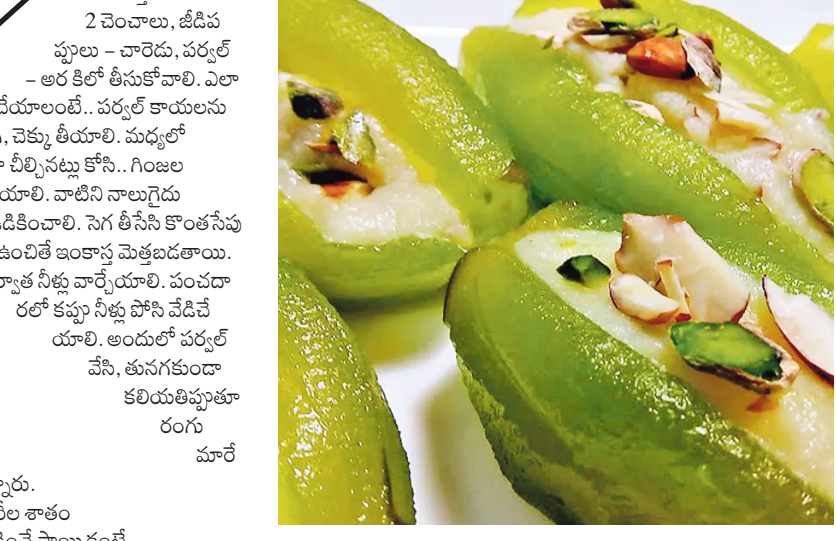 2 చెంచాలు, జీడిప
ప్పులు – చారెడు, పర్వల్
– అర కిలో తీసుకోవాలి. ఎలా
చేయాలంటే.. పర్వల్ కాయలను
చెక్కు తీయాలి. మధ్యలో
చీల్చినట్లు కోసి.. గింజల
వాటిని నాలుగైదు
సెగ తీసేసి కొంతసేపు
ఉంచితే ఇంకాస్త మెత్తబడతాయి.
నీళ్లు వార్చేయాలి. పంచదా
రలో కప్పు నీళ్లు పోసి వేడిచే
యాలి. అందులో పర్వల్
వేసి, తునగకుండా
కలియతిప్పుతూ
రంగు
మారే
శాతం